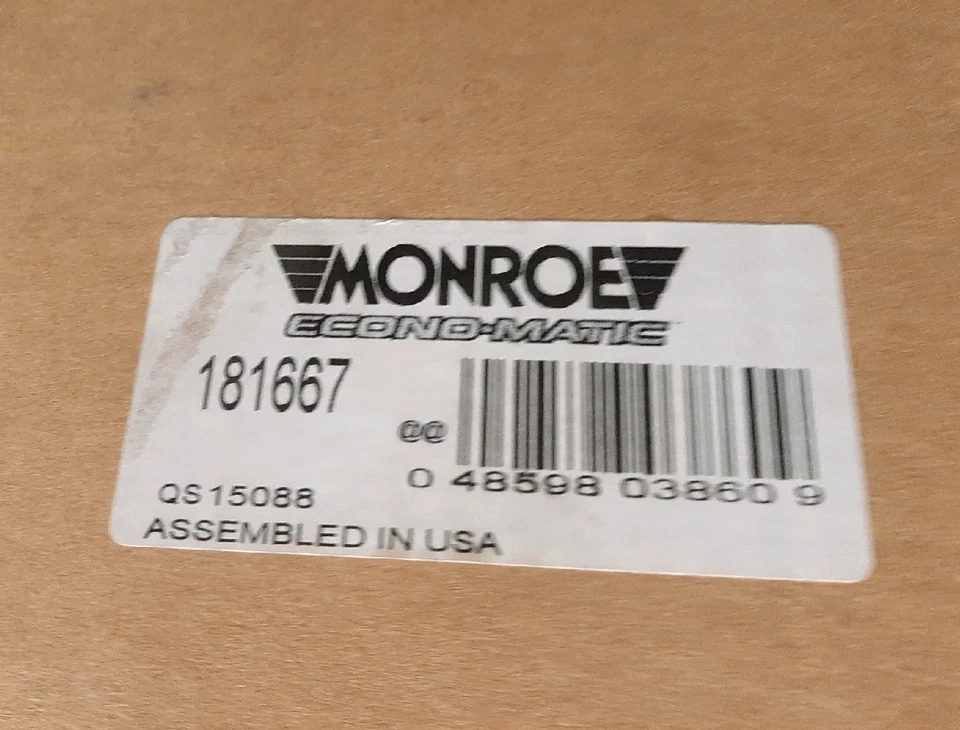 MONROE
ECONO-MATIC
181667
@@
0 48598 03860 9
QS15088
ASSEMBLED IN USA